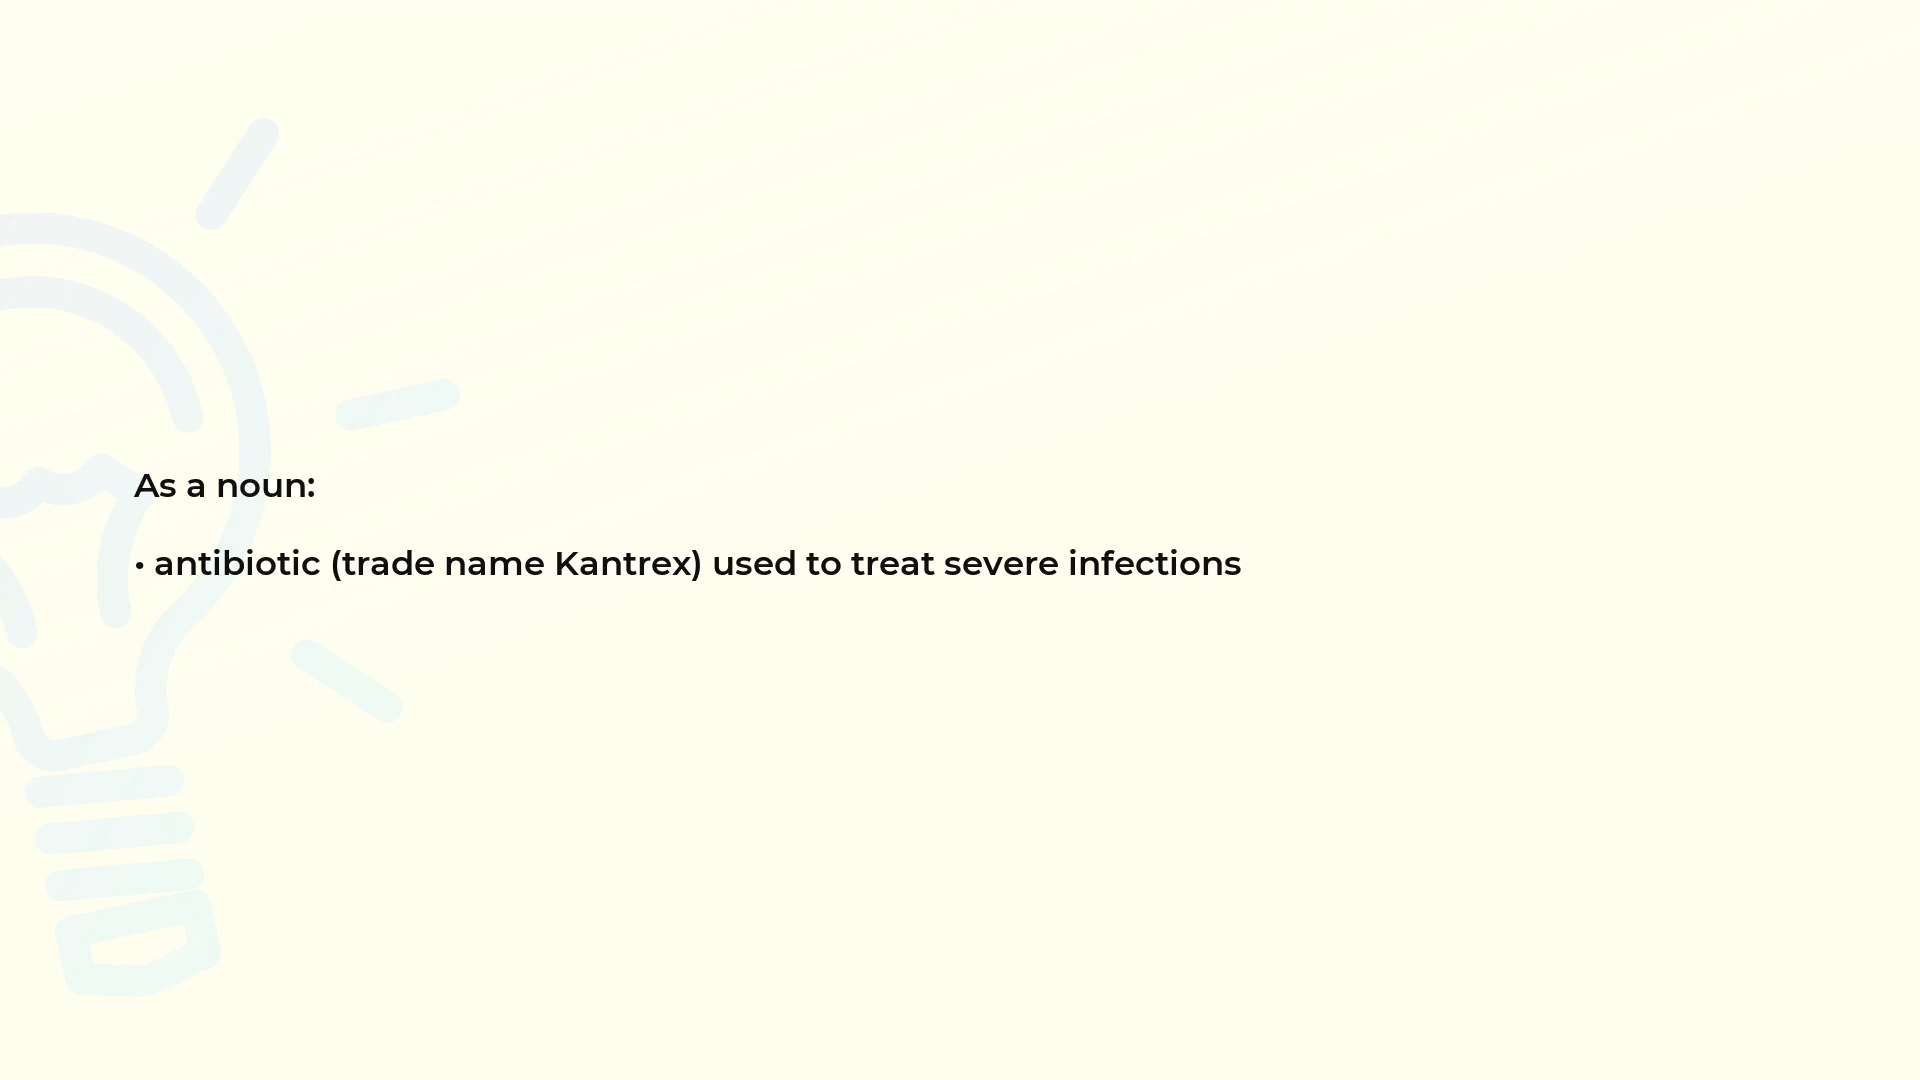 As a noun:
• antibiotic (trade name Kantrex) used to treat severe infections